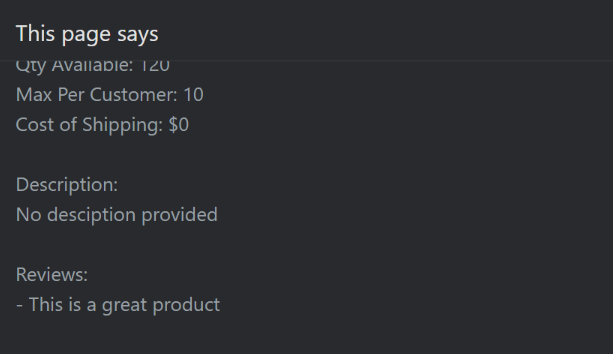 This page says
Qty Available: 120
Max Per Customer: 10
Cost of Shipping: $0
Description:
No desciption provided
Reviews:
- This is a great product